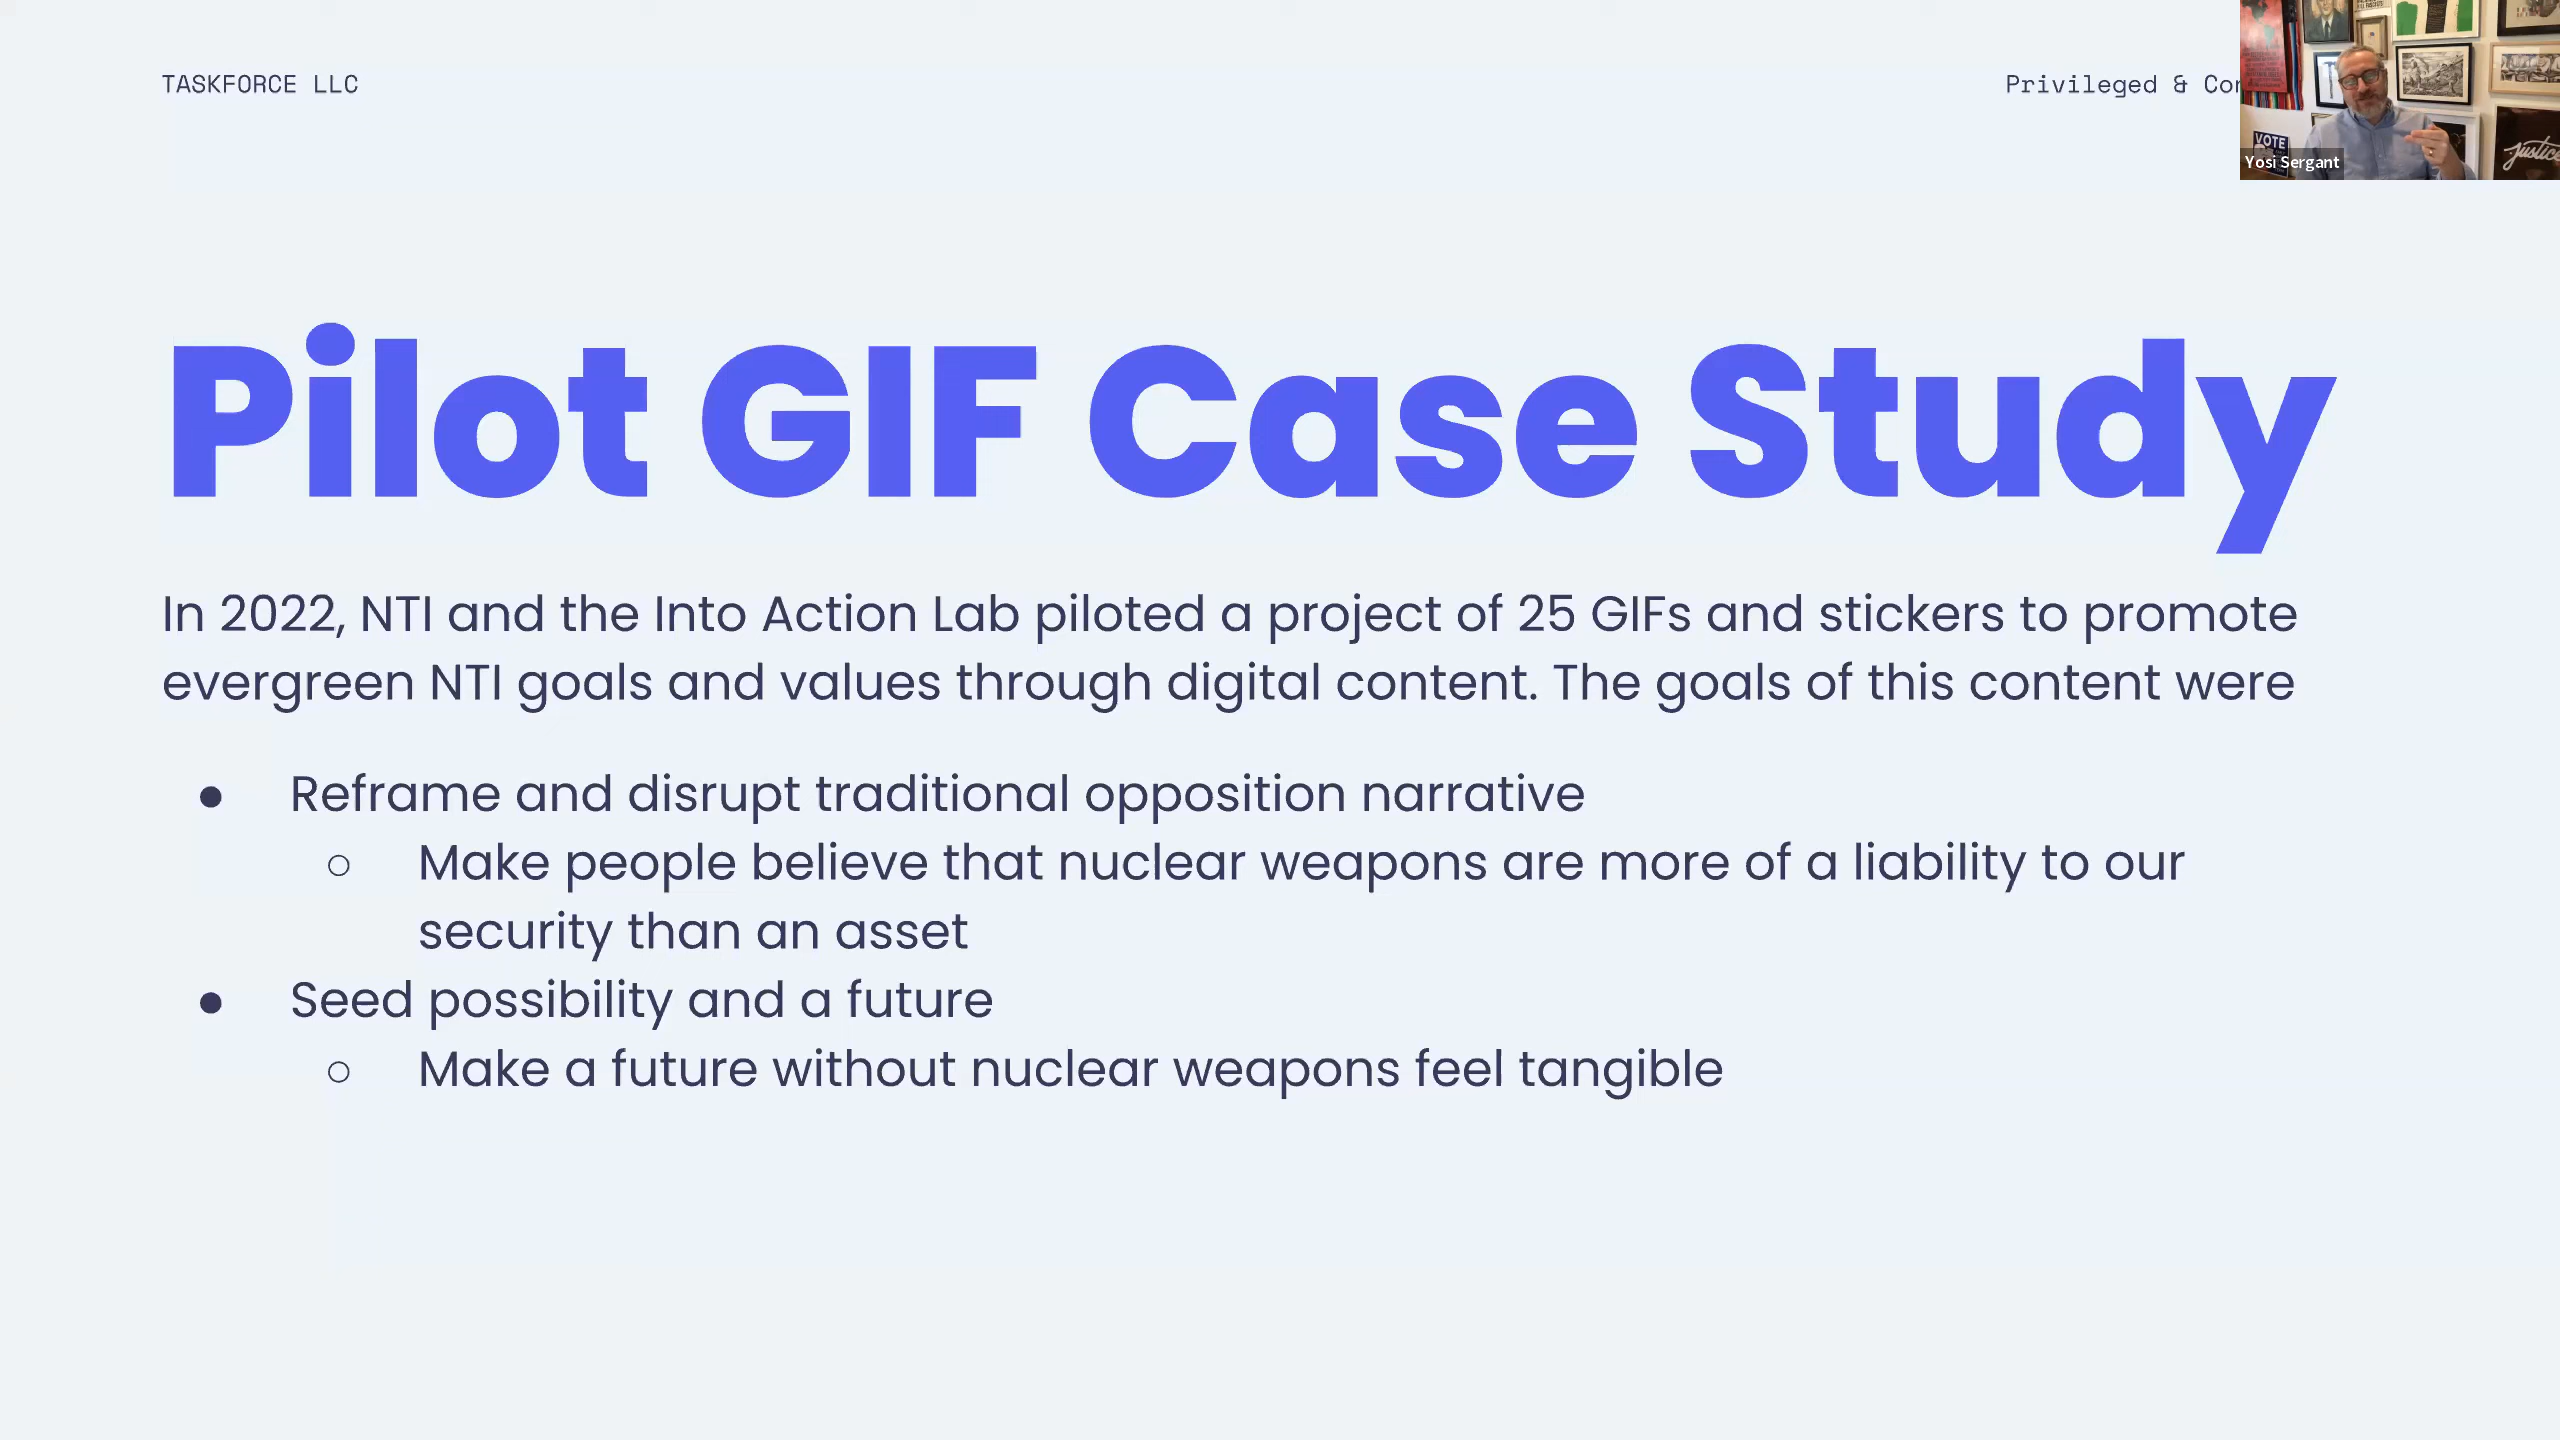 TASKFORCE LLC
Privileged &
VOTE
justice
Yosi Sergant
Pilot GIF Case Study
In 2022, NTI and the Into Action Lab piloted a project of 25 GIFs and stickers to promote
evergreen NTI goals and values through digital content. The goals of this content were
● Reframe and disrupt traditional opposition narrative
○ Make people believe that nuclear weapons are more of a liability to our
security than an asset
● Seed possibility and a future
○ Make a future without nuclear weapons feel tangible